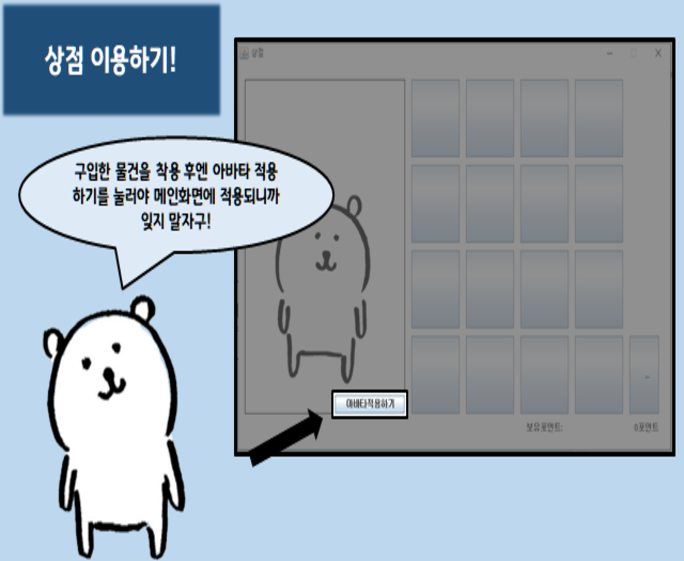 상점 이용하기!
상점
구입한 물건을 착용 후엔 아바타 적용
하기를 눌러야 메인화면에 적용되니까
잊지 말자구!
아바타적용하기
보유포인트:
0포인트